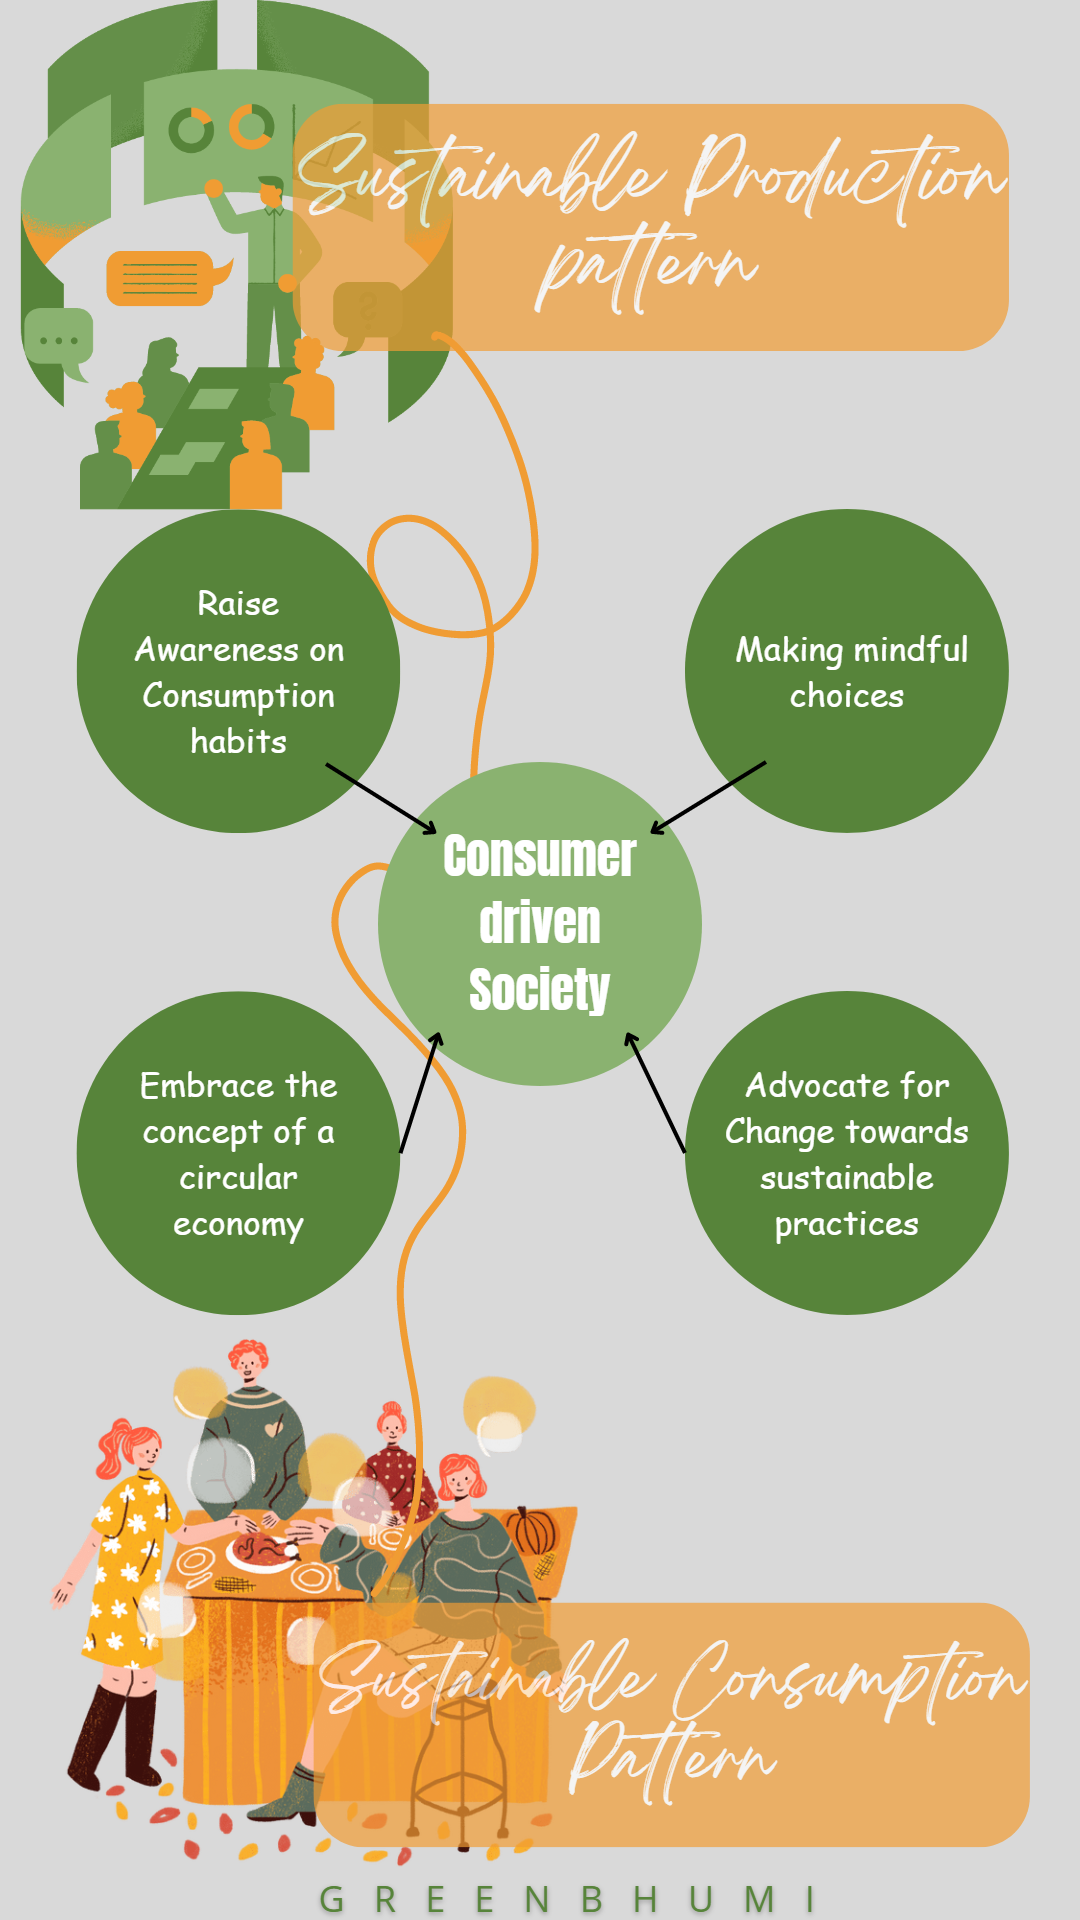 Sustainable Production
pattern
?
Raise
Awareness on
Consumption
habits
Making mindful
choices
Consumer
driven
Society
Embrace the
concept of a
circular
economy
Advocate for
Change towards
sustainable
practices
Sustainable Consumption
Pattern
GREENBHUMI